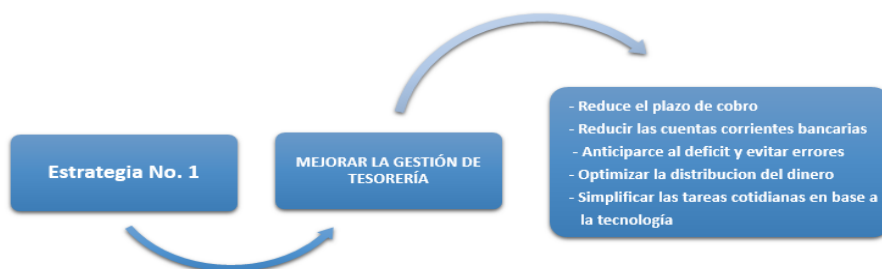 Estrategia No. 1
MEJORAR LA GESTIÓN DE
TESORERÍA
- Reduce el plazo de cobro
- Reducir las cuentas corrientes bancarias
- Anticiparce al deficit y evitar errores
- Optimizar la distribucion del dinero
- Simplificar las tareas cotidianas en base a
la tecnología